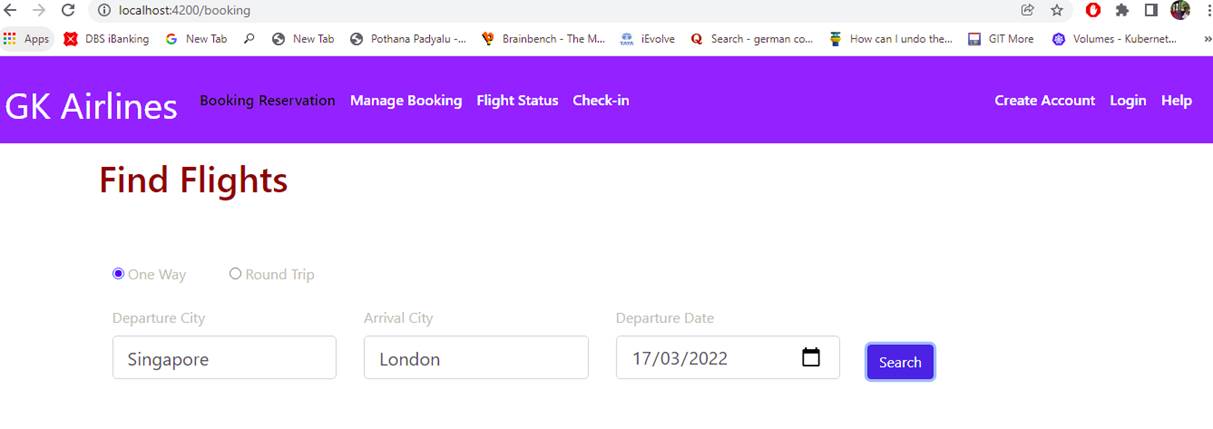 localhost:4200/booking
Apps DBS iBanking New Tab New Tab Pothana Padyalu -... Brainbench - The M... iEvolve Search - german co... How can I undo the... GIT More Volumes - Kubernet... »
GK Airlines Booking Reservation Manage Booking Flight Status Check-in Create Account Login Help
Find Flights
One Way Round Trip
Departure City Arrival City Departure Date
Singapore London 17/03/2022 Search